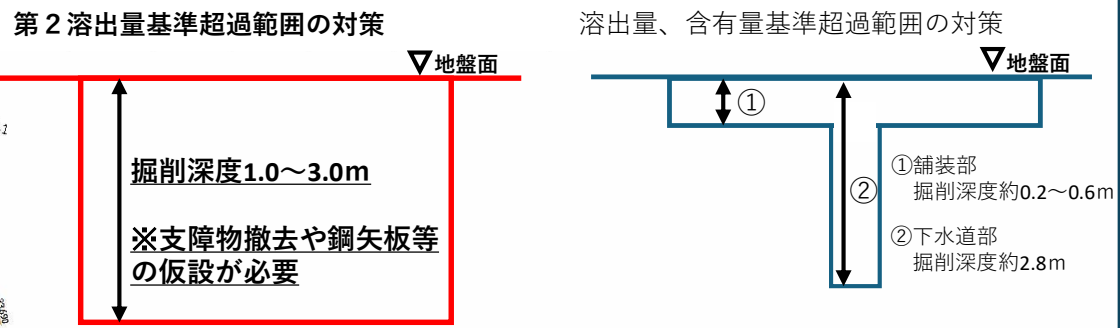 第２溶出量基準超過範囲の対策
地盤面
-1
掘削深度1.0～3.0m
※支障物撤去や鋼矢板等
の仮設が必要
溶出量、含有量基準超過範囲の対策
地盤面
①
②
①舗装部
掘削深度約0.2～0.6m
②下水道部
掘削深度約2.8m